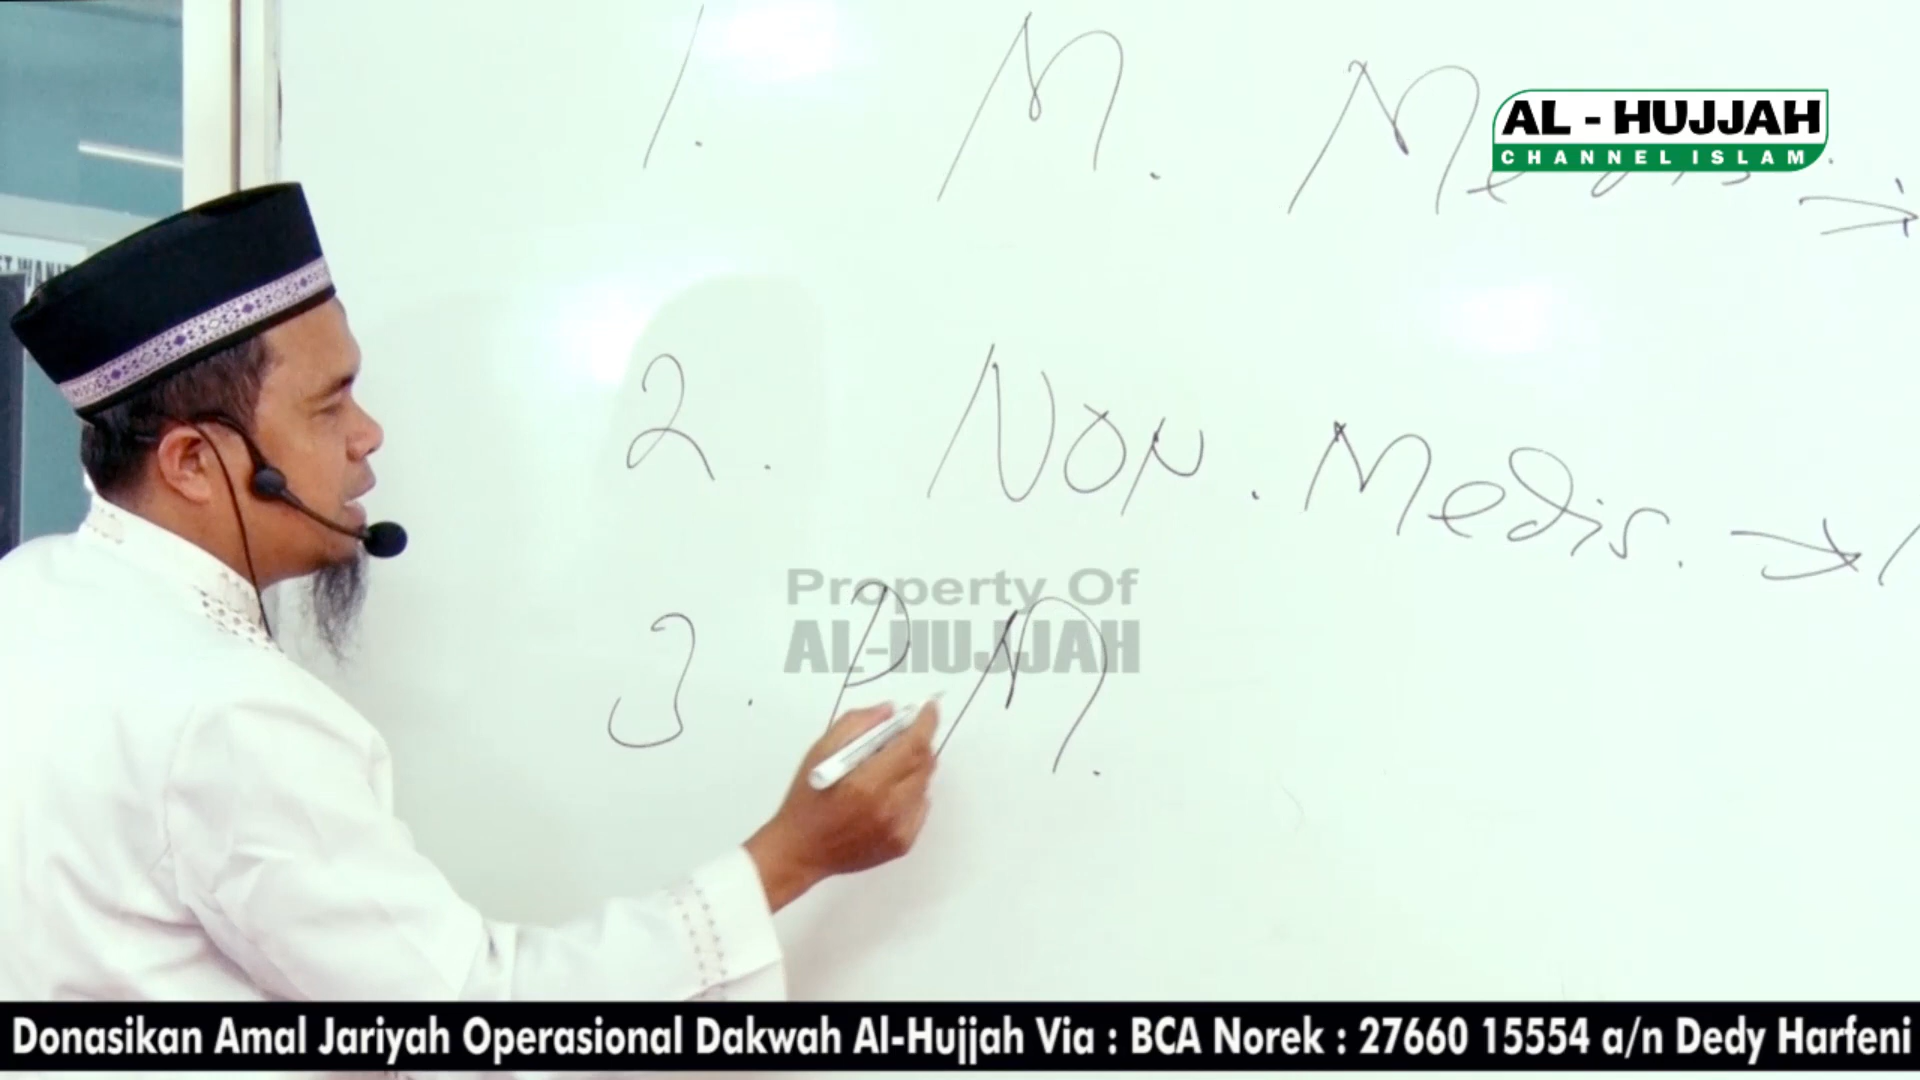 1. M. Medis. →
AL - HUJJAH
CHANNEL ISLAM
2. Non. Medis. →
Property Of
AL-HUJJAH
3. PM.
Donasikan Amal Jariyah Operasional Dakwah Al-Hujjah Via : BCA Norek : 27660 15554 a/n Dedy Harfeni